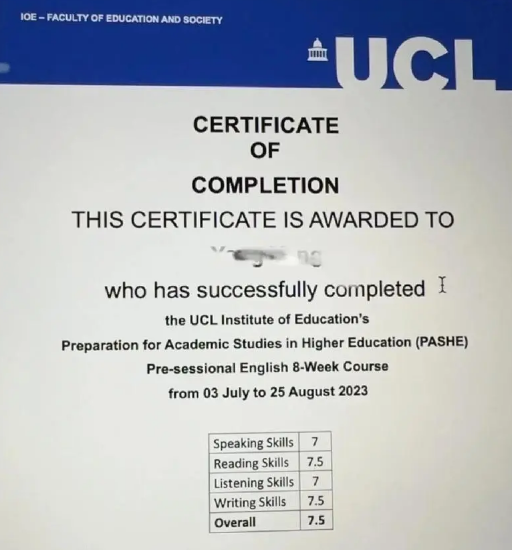 IOE – FACULTY OF EDUCATION AND SOCIETY
UCL
CERTIFICATE
OF
COMPLETION
THIS CERTIFICATE IS AWARDED TO
who has successfully completed
the UCL Institute of Education's
Preparation for Academic Studies in Higher Education (PASHE)
Pre-sessional English 8-Week Course
from 03 July to 25 August 2023
Speaking Skills 7
Reading Skills 7.5
Listening Skills 7
Writing Skills 7.5
Overall 7.5